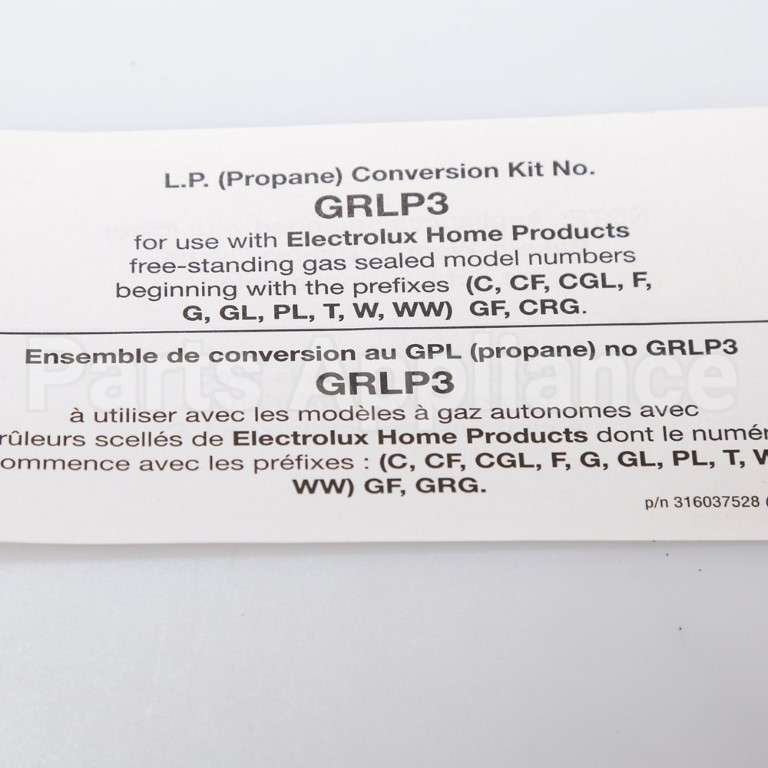 L.P. (Propane) Conversion Kit No.
GRLP3
for use with Electrolux Home Products
free-standing gas sealed model numbers
beginning with the prefixes (C, CF, CGL, F,
G, GL, PL, T, W, WW) GF, CRG.
Ensemble de conversion au GPL (propane) no GRLP3
Parts Appliance
GRLP3
à utiliser avec les modèles à gaz autonomes avec
rûleurs scellés de Electrolux Home Products dont le numér
ommence avec les préfixes : (C, CF, CGL, F, G, GL, PL, T, W
WW) GF, GRG.
p/n 316037528 (